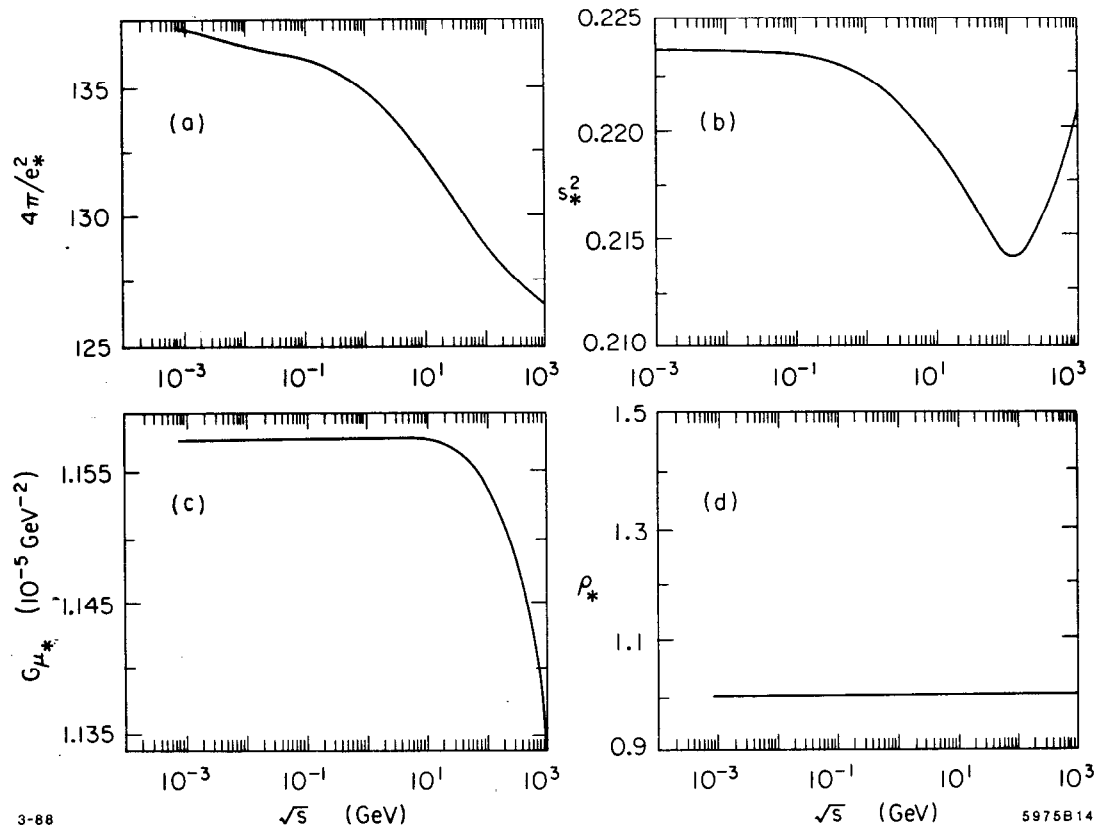 135
130
125
4π/e²*
(a)
10⁻³ 10⁻¹ 10¹ 10³
0.225
0.220
0.215
0.210
s²*
(b)
10⁻³ 10⁻¹ 10¹ 10³
1.155
1.145
1.135
Gμ* (10⁻⁵ GeV⁻²)
(c)
10⁻³ 10⁻¹ 10¹ 10³
√s (GeV)
1.5
1.3
1.1
0.9
ρ*
(d)
10⁻³ 10⁻¹ 10¹ 10³
√s (GeV)
3-88
5975B14